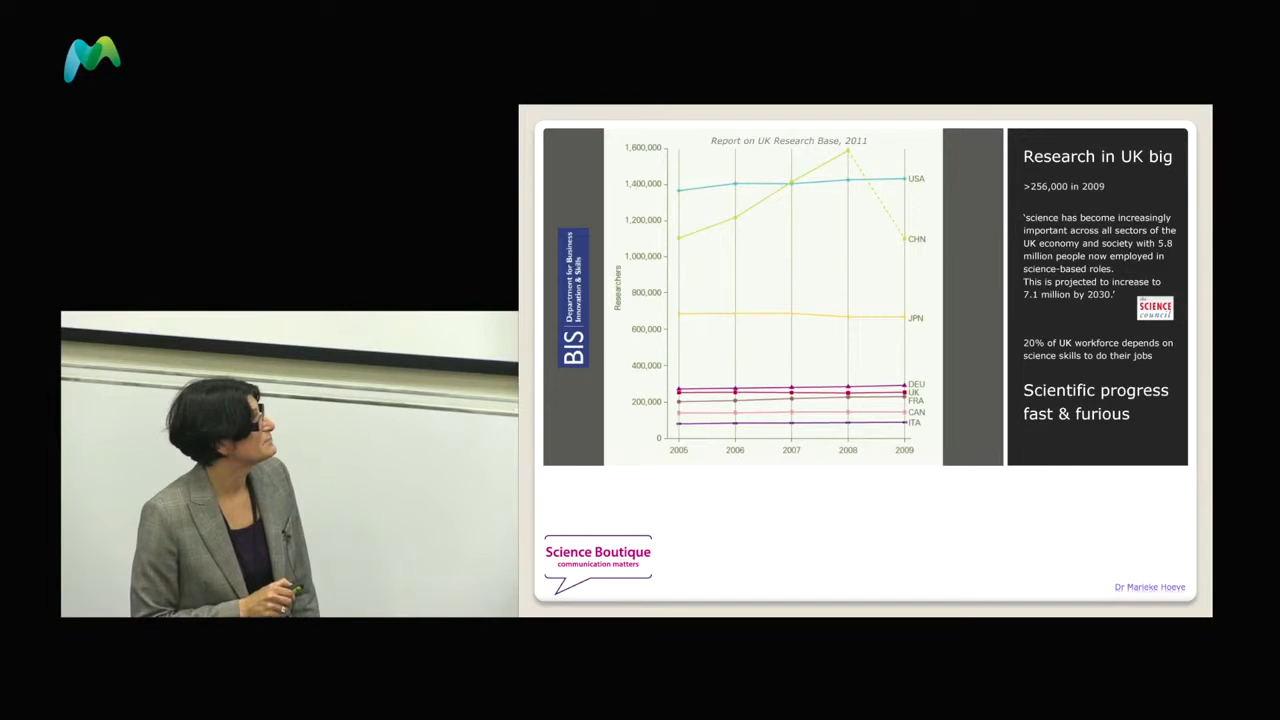 Report on UK Research Base, 2011
1,600,000
1,400,000
1,200,000
1,000,000
800,000
600,000
400,000
200,000
0
Researchers
2005
2006
2007
2008
2009
USA
CHN
JPN
DEU
UK
FRA
CAN
ITA
BIS
Department for Business
Innovation & Skills
Research in UK big
>256,000 in 2009
‘science has become increasingly
important across all sectors of the
UK economy and society with 5.8
million people now employed in
science-based roles.
This is projected to increase to
7.1 million by 2030.’
the
SCIENCE
council
20% of UK workforce depends on
science skills to do their jobs
Scientific progress
fast & furious
Science Boutique
communication matters
Dr Marieke Hoeve